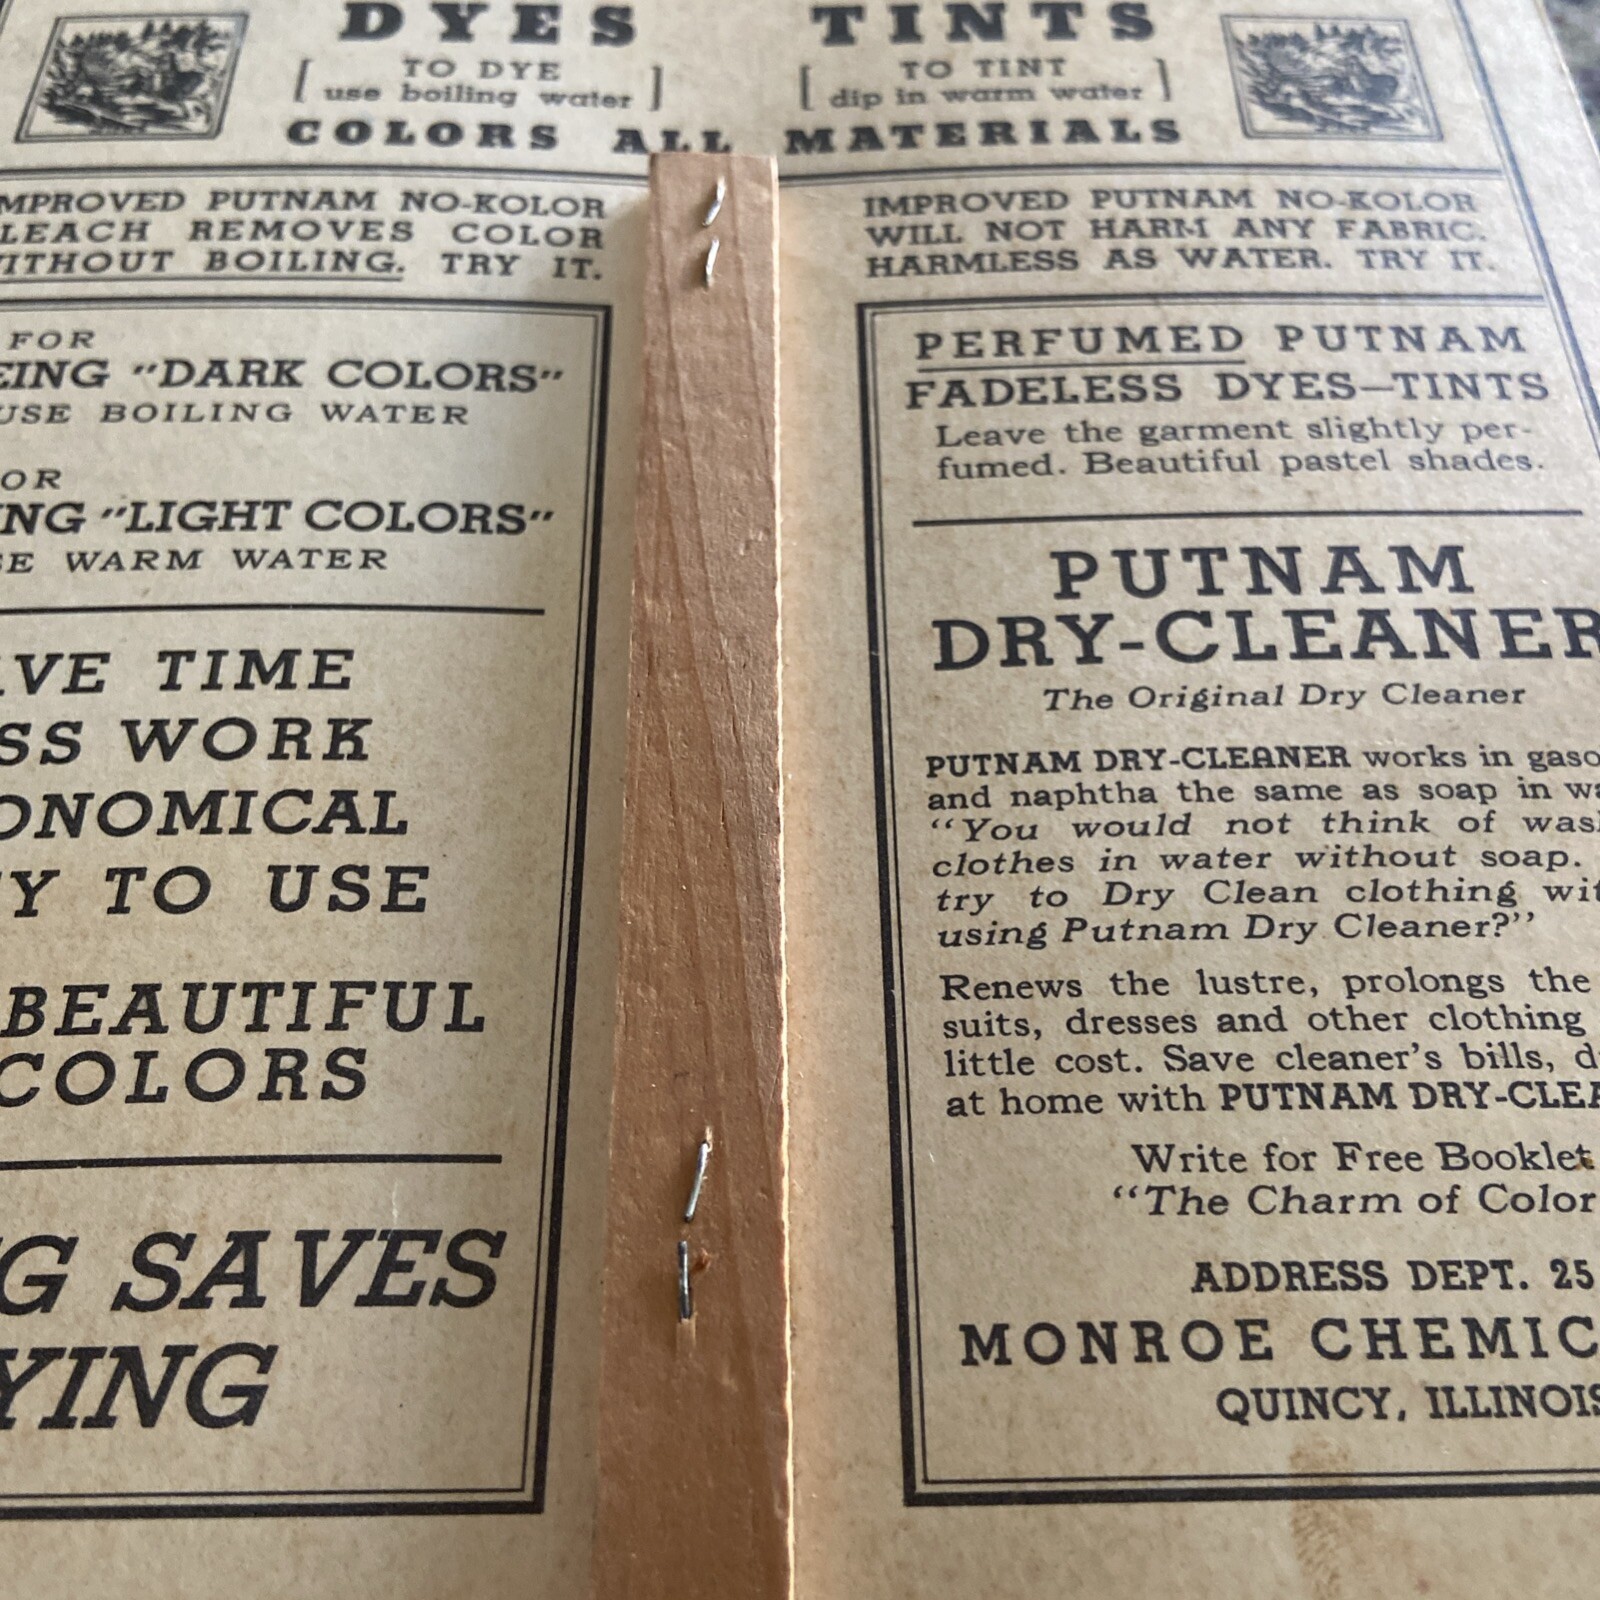 DYES TINTS
[ TO DYE use boiling water ] [ TO TINT dip in warm water ]
COLORS ALL MATERIALS
IMPROVED PUTNAM NO-KOLOR
LEACH REMOVES COLOR
ITHOUT BOILING. TRY IT.
FOR
EING "DARK COLORS"
USE BOILING WATER
OR
NG "LIGHT COLORS"
SE WARM WATER
AVE TIME
SS WORK
ONOMICAL
Y TO USE
BEAUTIFUL
COLORS
G SAVES
YING
IMPROVED PUTNAM NO-KOLOR
WILL NOT HARM ANY FABRIC.
HARMLESS AS WATER. TRY IT.
PERFUMED PUTNAM
FADELESS DYES—TINTS
Leave the garment slightly per-
fumed. Beautiful pastel shades.
PUTNAM
DRY-CLEANER
The Original Dry Cleaner
PUTNAM DRY-CLEANER works in gaso
and naphtha the same as soap in wa
"You would not think of was
clothes in water without soap.
try to Dry Clean clothing wit
using Putnam Dry Cleaner?"
Renews the lustre, prolongs the
suits, dresses and other clothing
little cost. Save cleaner's bills, d
at home with PUTNAM DRY-CLEA
Write for Free Booklet
"The Charm of Color
ADDRESS DEPT. 25
MONROE CHEMIC
QUINCY, ILLINOIS